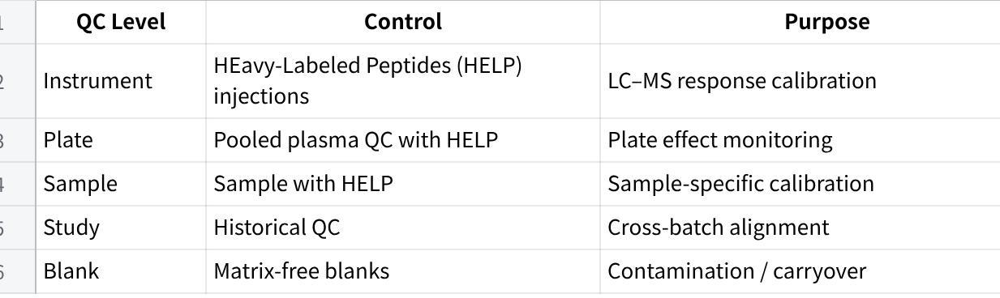 1 QC Level Control Purpose
2 Instrument HEavy-Labeled Peptides (HELP) injections LC–MS response calibration
3 Plate Pooled plasma QC with HELP Plate effect monitoring
4 Sample Sample with HELP Sample-specific calibration
5 Study Historical QC Cross-batch alignment
6 Blank Matrix-free blanks Contamination / carryover